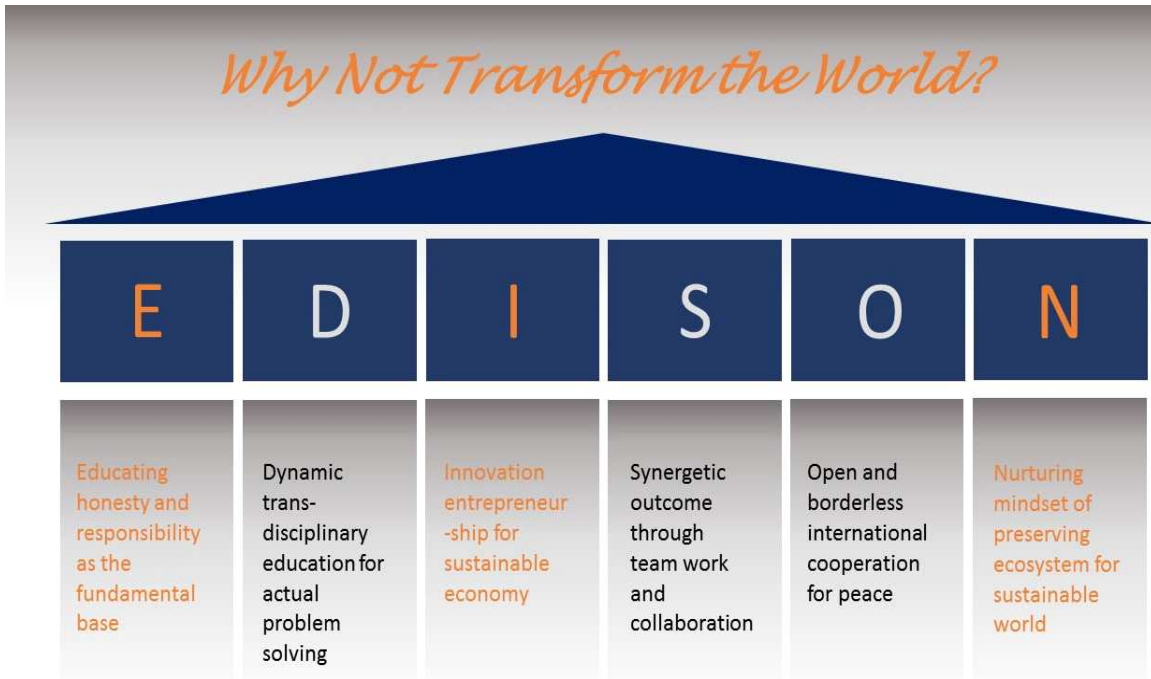 Why Not Transform the World?
E
D
I
S
O
N
Educating
honesty and
responsibility
as the
fundamental
base
Dynamic
trans-
disciplinary
education for
actual
problem
solving
Innovation
entrepreneur
-ship for
sustainable
economy
Synergetic
outcome
through
team work
and
collaboration
Open and
borderless
international
cooperation
for peace
Nurturing
mindset of
preserving
ecosystem for
sustainable
world